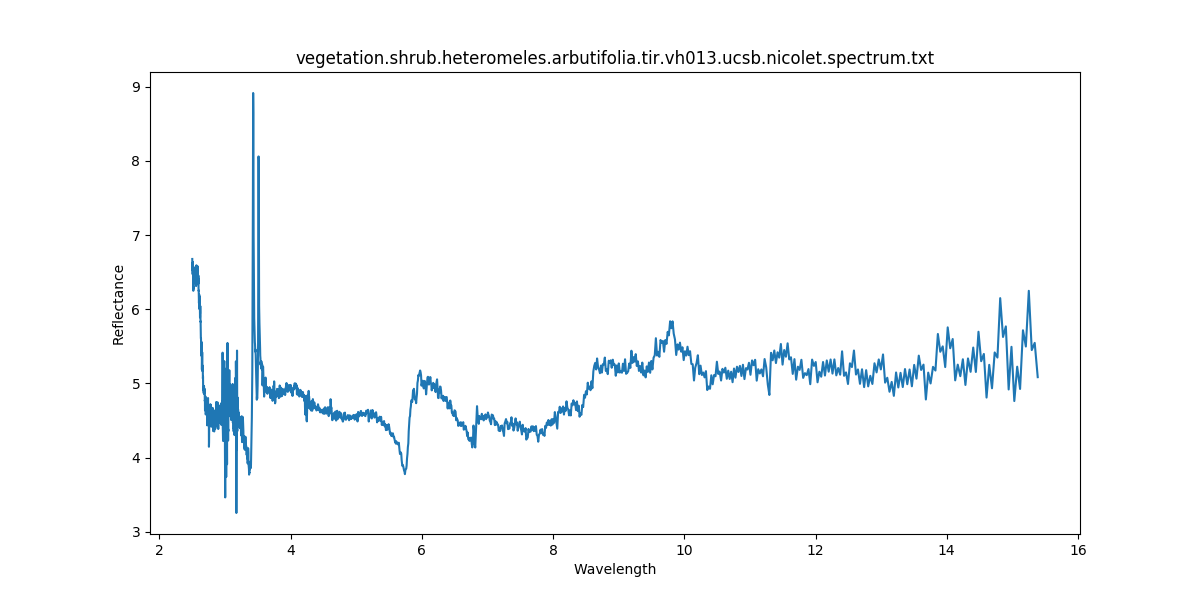 vegetation.shrub.heteromeles.arbutifolia.tir.vh013.ucsb.nicolet.spectrum.txt
9
8
7
6
5
4
3
Reflectance
2 4 6 8 10 12 14 16
Wavelength